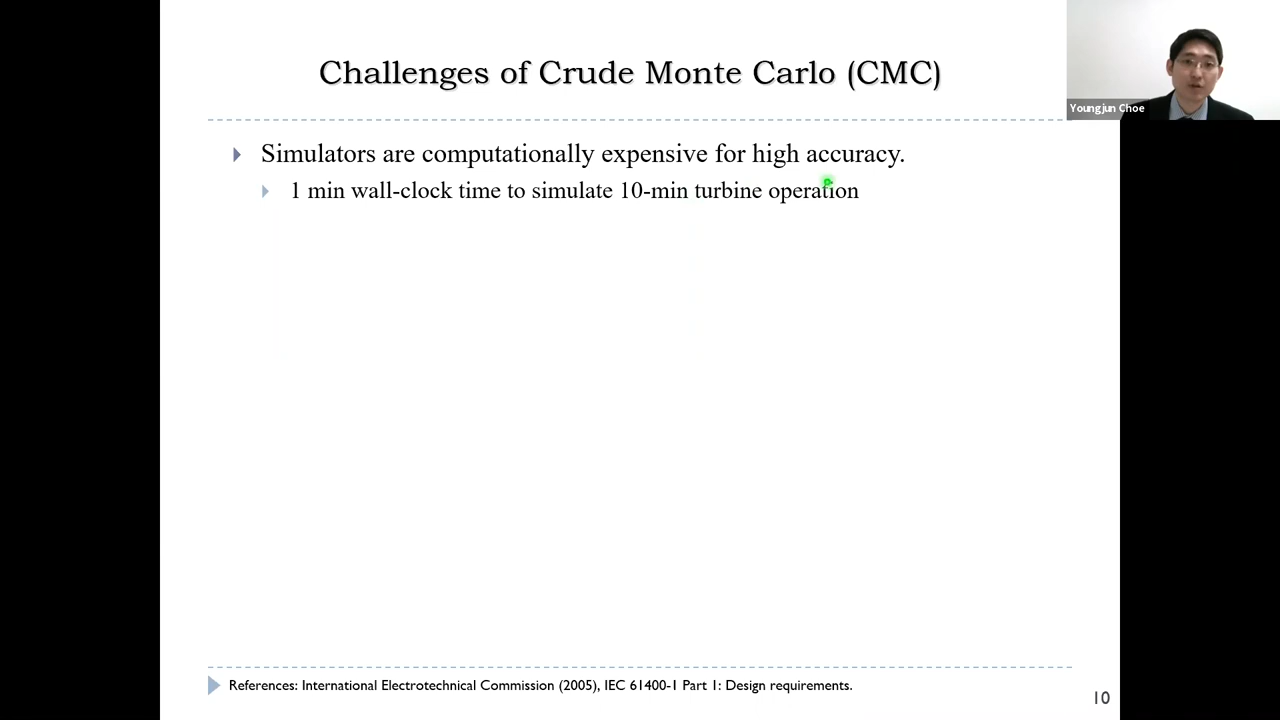 Challenges of Crude Monte Carlo (CMC)
Youngjun Choe
Simulators are computationally expensive for high accuracy.
1 min wall-clock time to simulate 10-min turbine operation
References: International Electrotechnical Commission (2005), IEC 61400-1 Part 1: Design requirements.
10